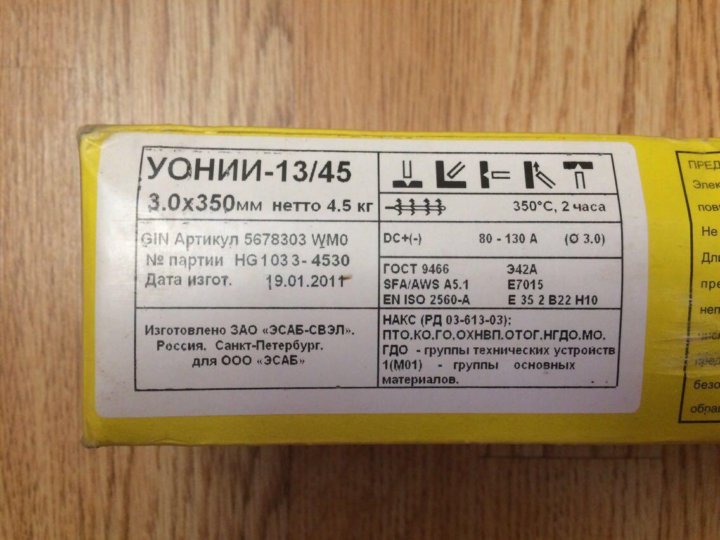 УОНИИ-13/45
3.0х350мм нетто 4.5 кг
350°С, 2 часа
GIN Артикул 5678303 WM0
№ партии HG1033-4530
Дата изгот. 19.01.2011
DC+(-) 80 - 130 А (Ø 3.0)
ГОСТ 9466 Э42А
SFA/AWS A5.1 E7015
EN ISO 2560-A E 35 2 B22 H10
Изготовлено ЗАО «ЭСАБ-СВЭЛ».
Россия. Санкт-Петербург.
для ООО «ЭСАБ»
НАКС (РД 03-613-03):
ПТО.КО.ГО.ОХНВП.ОТОГ.НГДО.МО.
ГДО - группы технических устройств
1(М01) - группы основных
материалов.
ПРЕД
Элек
пов
Не
Дли
пре
неп
безо
обра